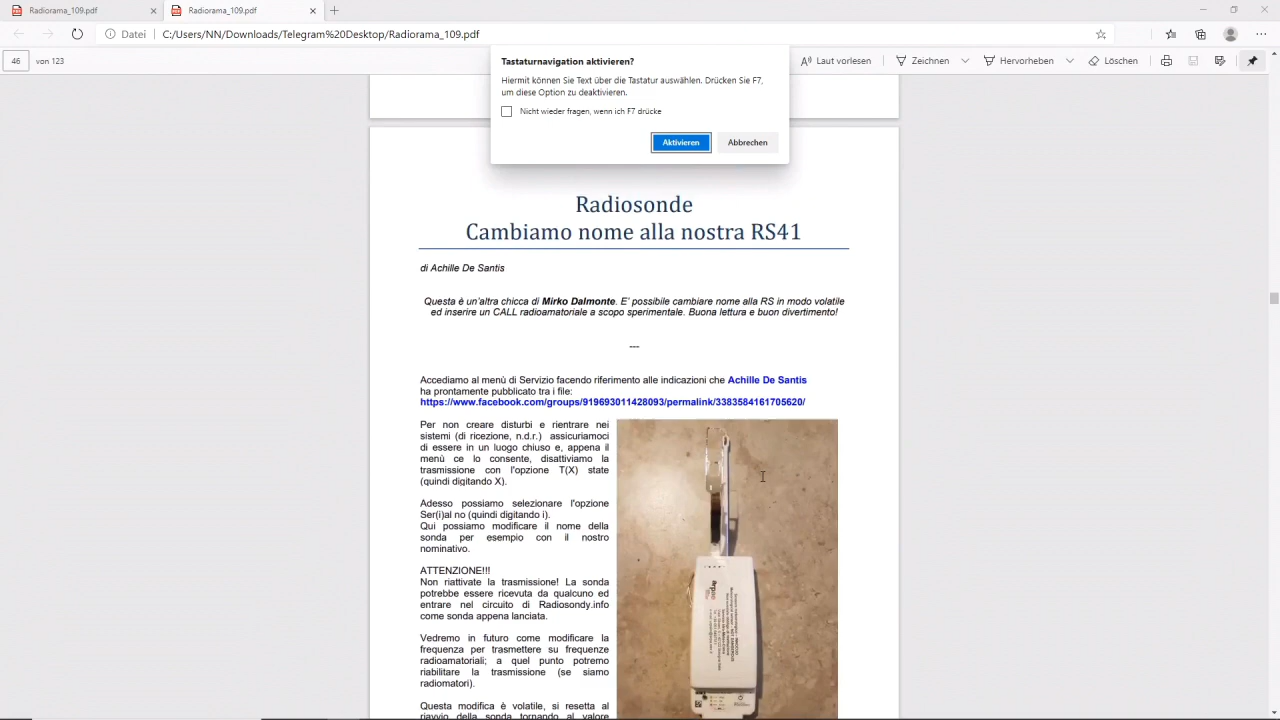 Radiorama_109.pdf
Radiorama_109.pdf
Datei
C:/Users/NN/Downloads/Telegram%20Desktop/Radiorama_109.pdf
46 von 123
Laut vorlesen
Zeichnen
Hervorheben
Löschen
Tastaturnavigation aktivieren?
Hiermit können Sie Text über die Tastatur auswählen. Drücken Sie F7,
um diese Option zu deaktivieren.
Nicht wieder fragen, wenn ich F7 drücke
Aktivieren
Abbrechen
Radiosonde
Cambiamo nome alla nostra RS41
di Achille De Santis
Questa è un'altra chicca di Mirko Dalmonte. E' possibile cambiare nome alla RS in modo volatile
ed inserire un CALL radioamatoriale a scopo sperimentale. Buona lettura e buon divertimento!
---
Accediamo al menù di Servizio facendo riferimento alle indicazioni che Achille De Santis
ha prontamente pubblicato tra i file:
https://www.facebook.com/groups/919693011428093/permalink/3383584161705620/
Per non creare disturbi e rientrare nei
sistemi (di ricezione, n.d.r.) assicuriamoci
di essere in un luogo chiuso e, appena il
menù ce lo consente, disattiviamo la
trasmissione con l'opzione T(X) state
(quindi digitando X).
Adesso possiamo selezionare l'opzione
Ser(i)al no (quindi digitando i).
Qui possiamo modificare il nome della
sonda per esempio con il nostro
nominativo.
ATTENZIONE!!!
Non riattivate la trasmissione! La sonda
potrebbe essere ricevuta da qualcuno ed
entrare nel circuito di Radiosondy.info
come sonda appena lanciata.
Vedremo in futuro come modificare la
frequenza per trasmettere su frequenze
radioamatoriali; a quel punto potremo
riabilitare la trasmissione (se siamo
radiomatori).
Questa modifica è volatile, si resetta al
riavvio della sonda tornando al valore